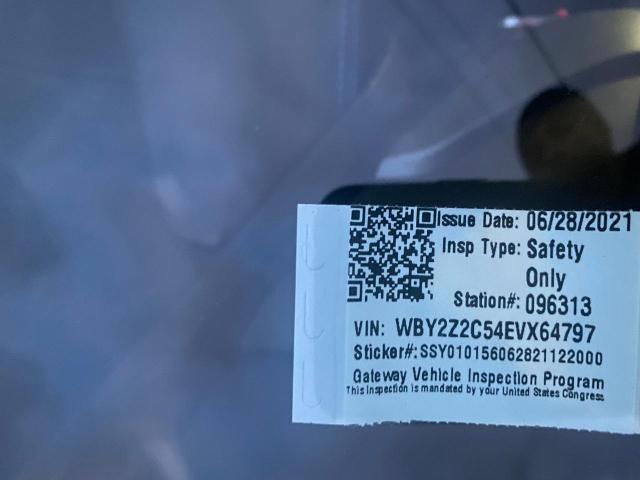 Issue Date: 06/28/2021
Insp Type: Safety
Only
Station#: 096313
VIN: WBY2Z2C54EVX64797
Sticker#: SSY010156062821122000
Gateway Vehicle Inspection Program
This Inspection is mandated by your United States Congress